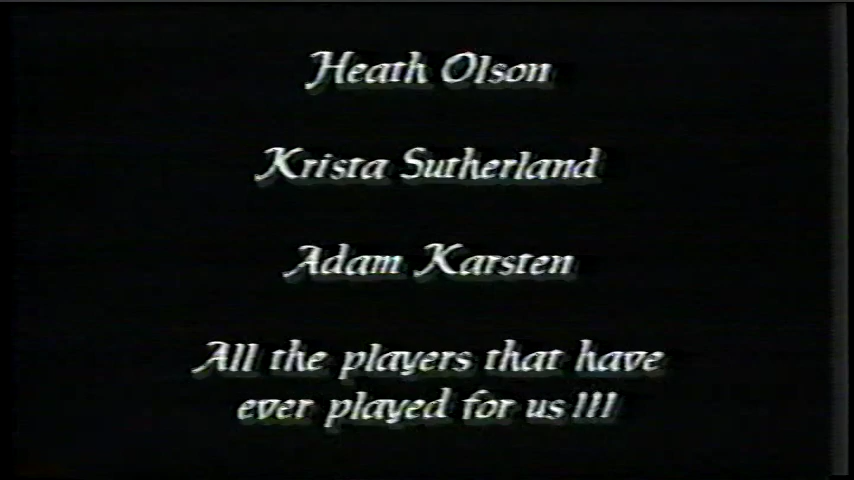 Heath Olson
Krista Sutherland
Adam Karsten
All the players that have
ever played for us!!!